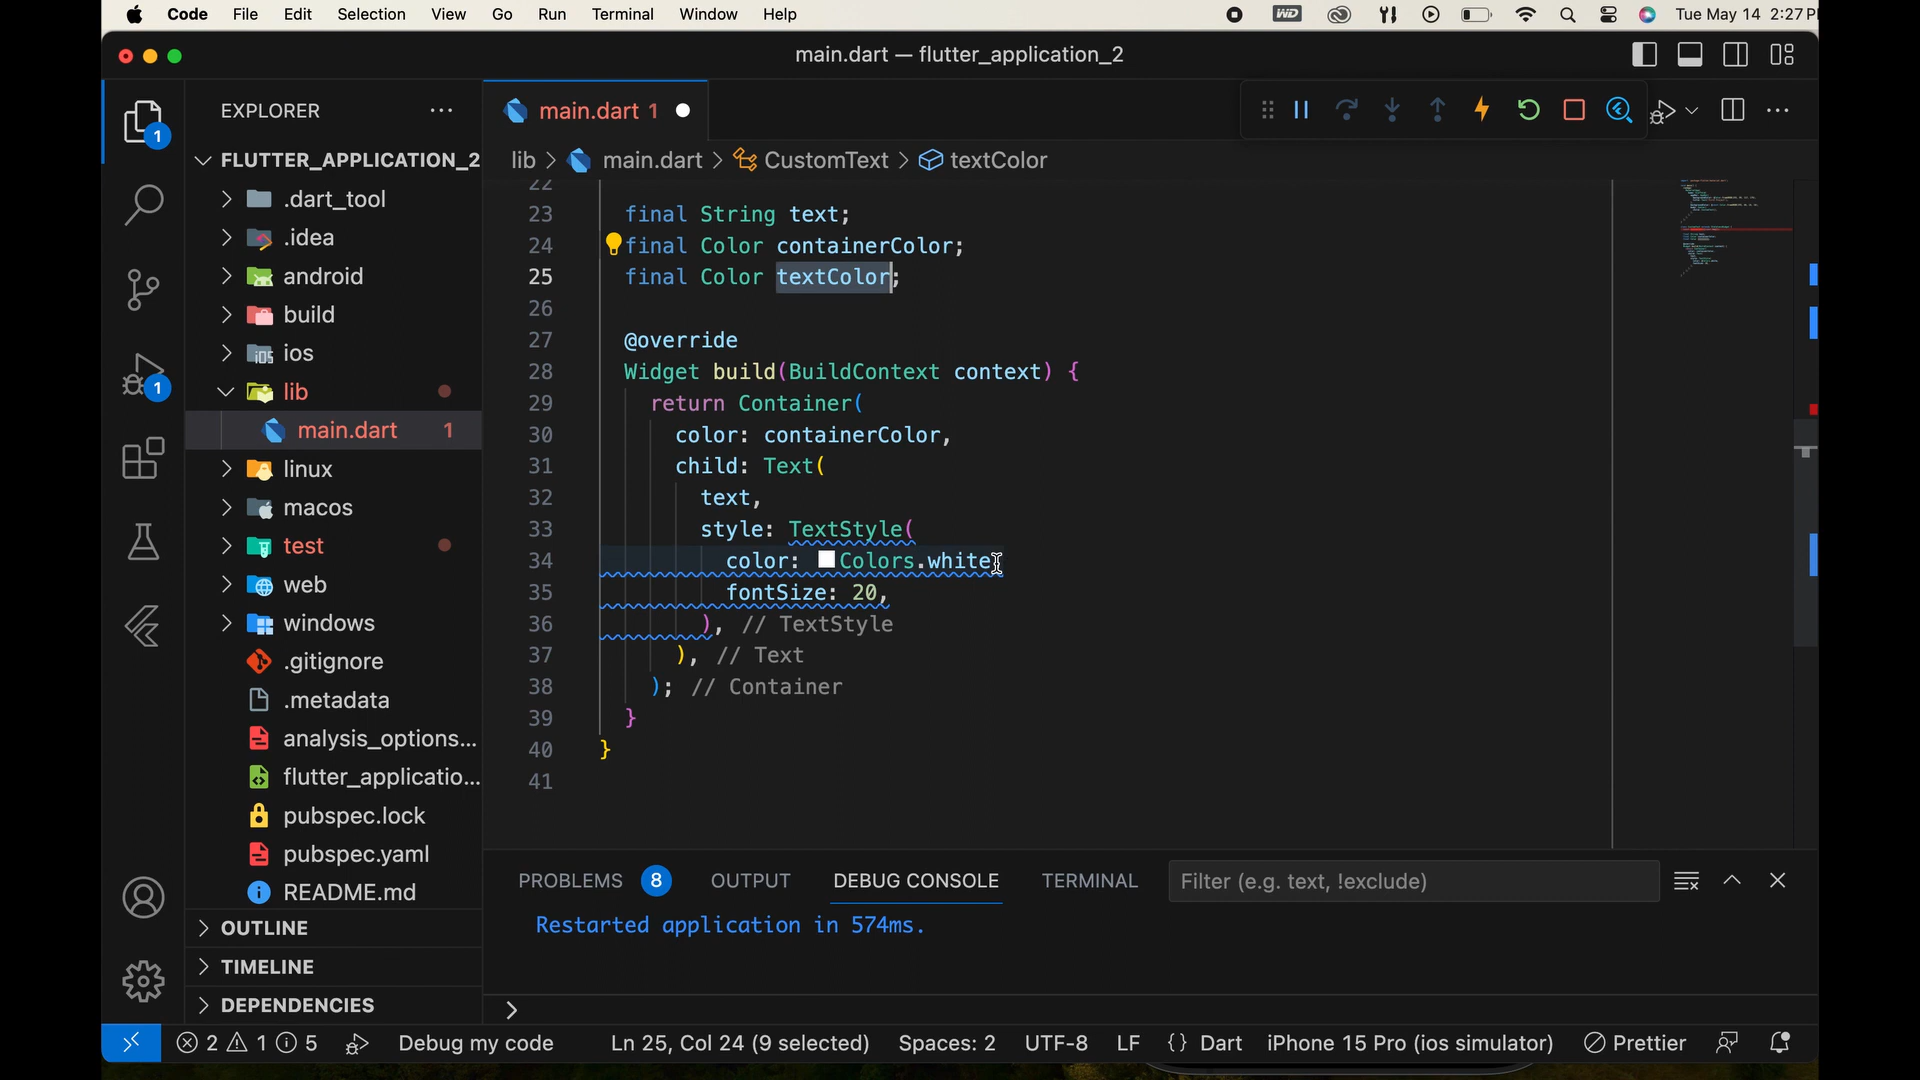 Code File Edit Selection View Go Run Terminal Window Help WD Tue May 14 2:27 P
main.dart — flutter_application_2
EXPLORER
main.dart 1
1
FLUTTER_APPLICATION_2
lib > main.dart > CustomText > textColor
.dart_tool
.idea
android
build
ios
lib
main.dart 1
linux
macos
test
web
windows
.gitignore
.metadata
analysis_options...
flutter_applicatio...
pubspec.lock
pubspec.yaml
README.md
OUTLINE
TIMELINE
DEPENDENCIES
1
22
23 final String text;
24 final Color containerColor;
25 final Color textColor;
26
27 @override
28 Widget build(BuildContext context) {
29 return Container(
30 color: containerColor,
31 child: Text(
32 text,
33 style: TextStyle(
34 color: Colors.white,
35 fontSize: 20,
36 ), // TextStyle
37 ), // Text
38 ); // Container
39 }
40 }
41
PROBLEMS 8 OUTPUT DEBUG CONSOLE TERMINAL Filter (e.g. text, !exclude)
Restarted application in 574ms.
>
2 1 5 Debug my code Ln 25, Col 24 (9 selected) Spaces: 2 UTF-8 LF {} Dart iPhone 15 Pro (ios simulator) Prettier